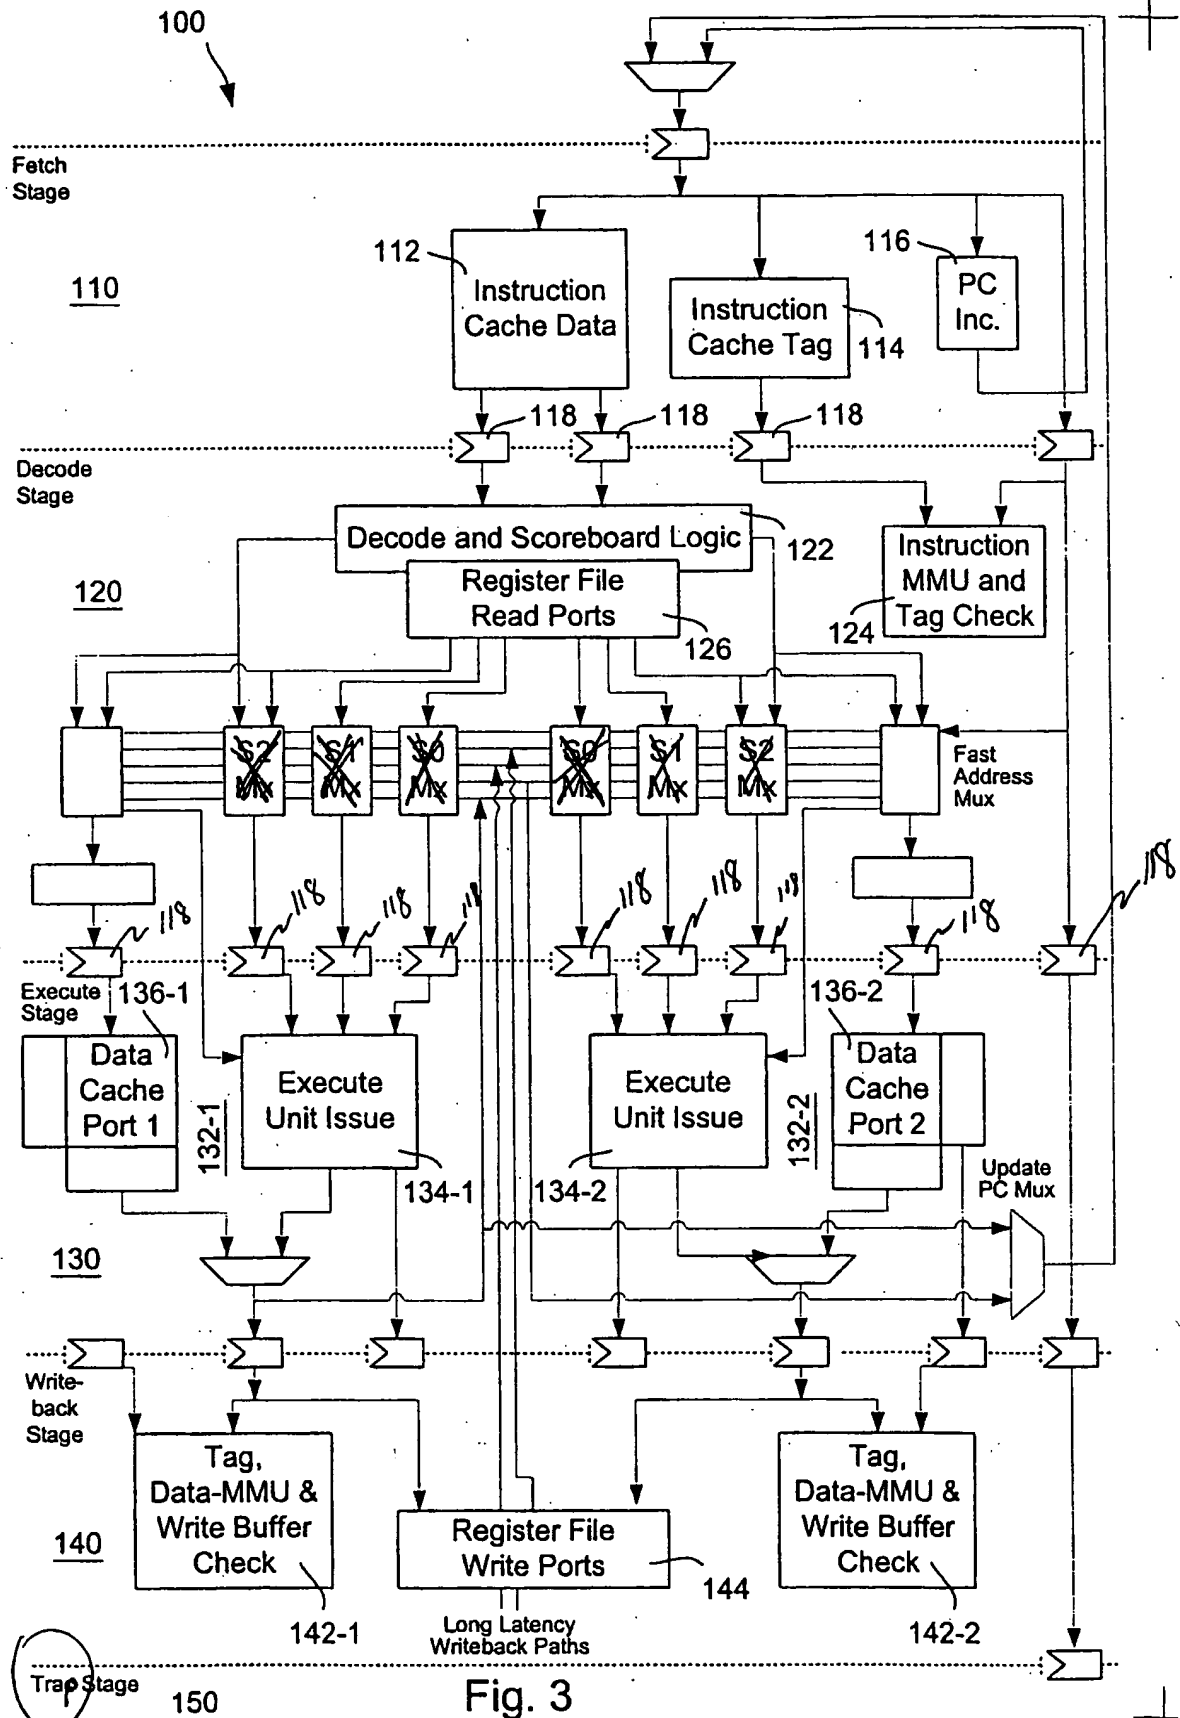 100
Fetch
Stage
110
112
Instruction
Cache Data
Instruction
Cache Tag
114
116
PC
Inc.
118
118
118
Decode
Stage
Decode and Scoreboard Logic
122
Register File
Read Ports
126
Instruction
MMU and
Tag Check
124
120
S2
Mx
S1
Mx
S0
Mx
S0
Mx
S1
Mx
S2
Mx
Fast
Address
Mux
118
118
118
118
118
118
118
118
118
Execute
Stage
136-1
Data
Cache
Port 1
132-1
Execute
Unit Issue
134-1
Execute
Unit Issue
134-2
132-2
136-2
Data
Cache
Port 2
Update
PC Mux
130
Write-
back
Stage
Tag,
Data-MMU &
Write Buffer
Check
142-1
Register File
Write Ports
144
Tag,
Data-MMU &
Write Buffer
Check
142-2
140
Long Latency
Writeback Paths
Trap Stage
150
Fig. 3